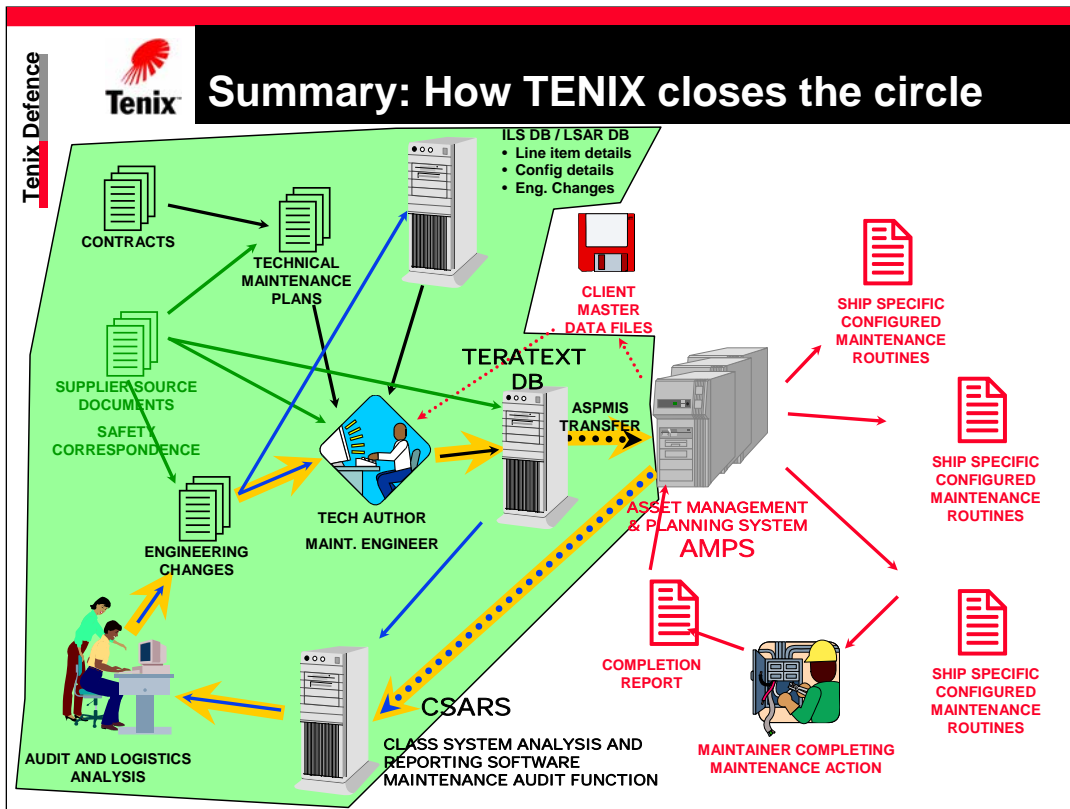 Tenix Defence
Tenix™
Summary: How TENIX closes the circle
ILS DB / LSAR DB
• Line item details
• Config details
• Eng. Changes
CONTRACTS
TECHNICAL
MAINTENANCE
PLANS
CLIENT
MASTER
DATA FILES
SHIP SPECIFIC
CONFIGURED
MAINTENANCE
ROUTINES
SUPPLIER SOURCE
DOCUMENTS
SAFETY
CORRESPONDENCE
TERATEXT
DB
ASPMIS
TRANSFER
SHIP SPECIFIC
CONFIGURED
MAINTENANCE
ROUTINES
TECH AUTHOR
MAINT. ENGINEER
ASSET MANAGEMENT
& PLANNING SYSTEM
AMPS
ENGINEERING
CHANGES
COMPLETION
REPORT
SHIP SPECIFIC
CONFIGURED
MAINTENANCE
ROUTINES
CSARS
CLASS SYSTEM ANALYSIS AND
REPORTING SOFTWARE
MAINTENANCE AUDIT FUNCTION
MAINTAINER COMPLETING
MAINTENANCE ACTION
AUDIT AND LOGISTICS
ANALYSIS